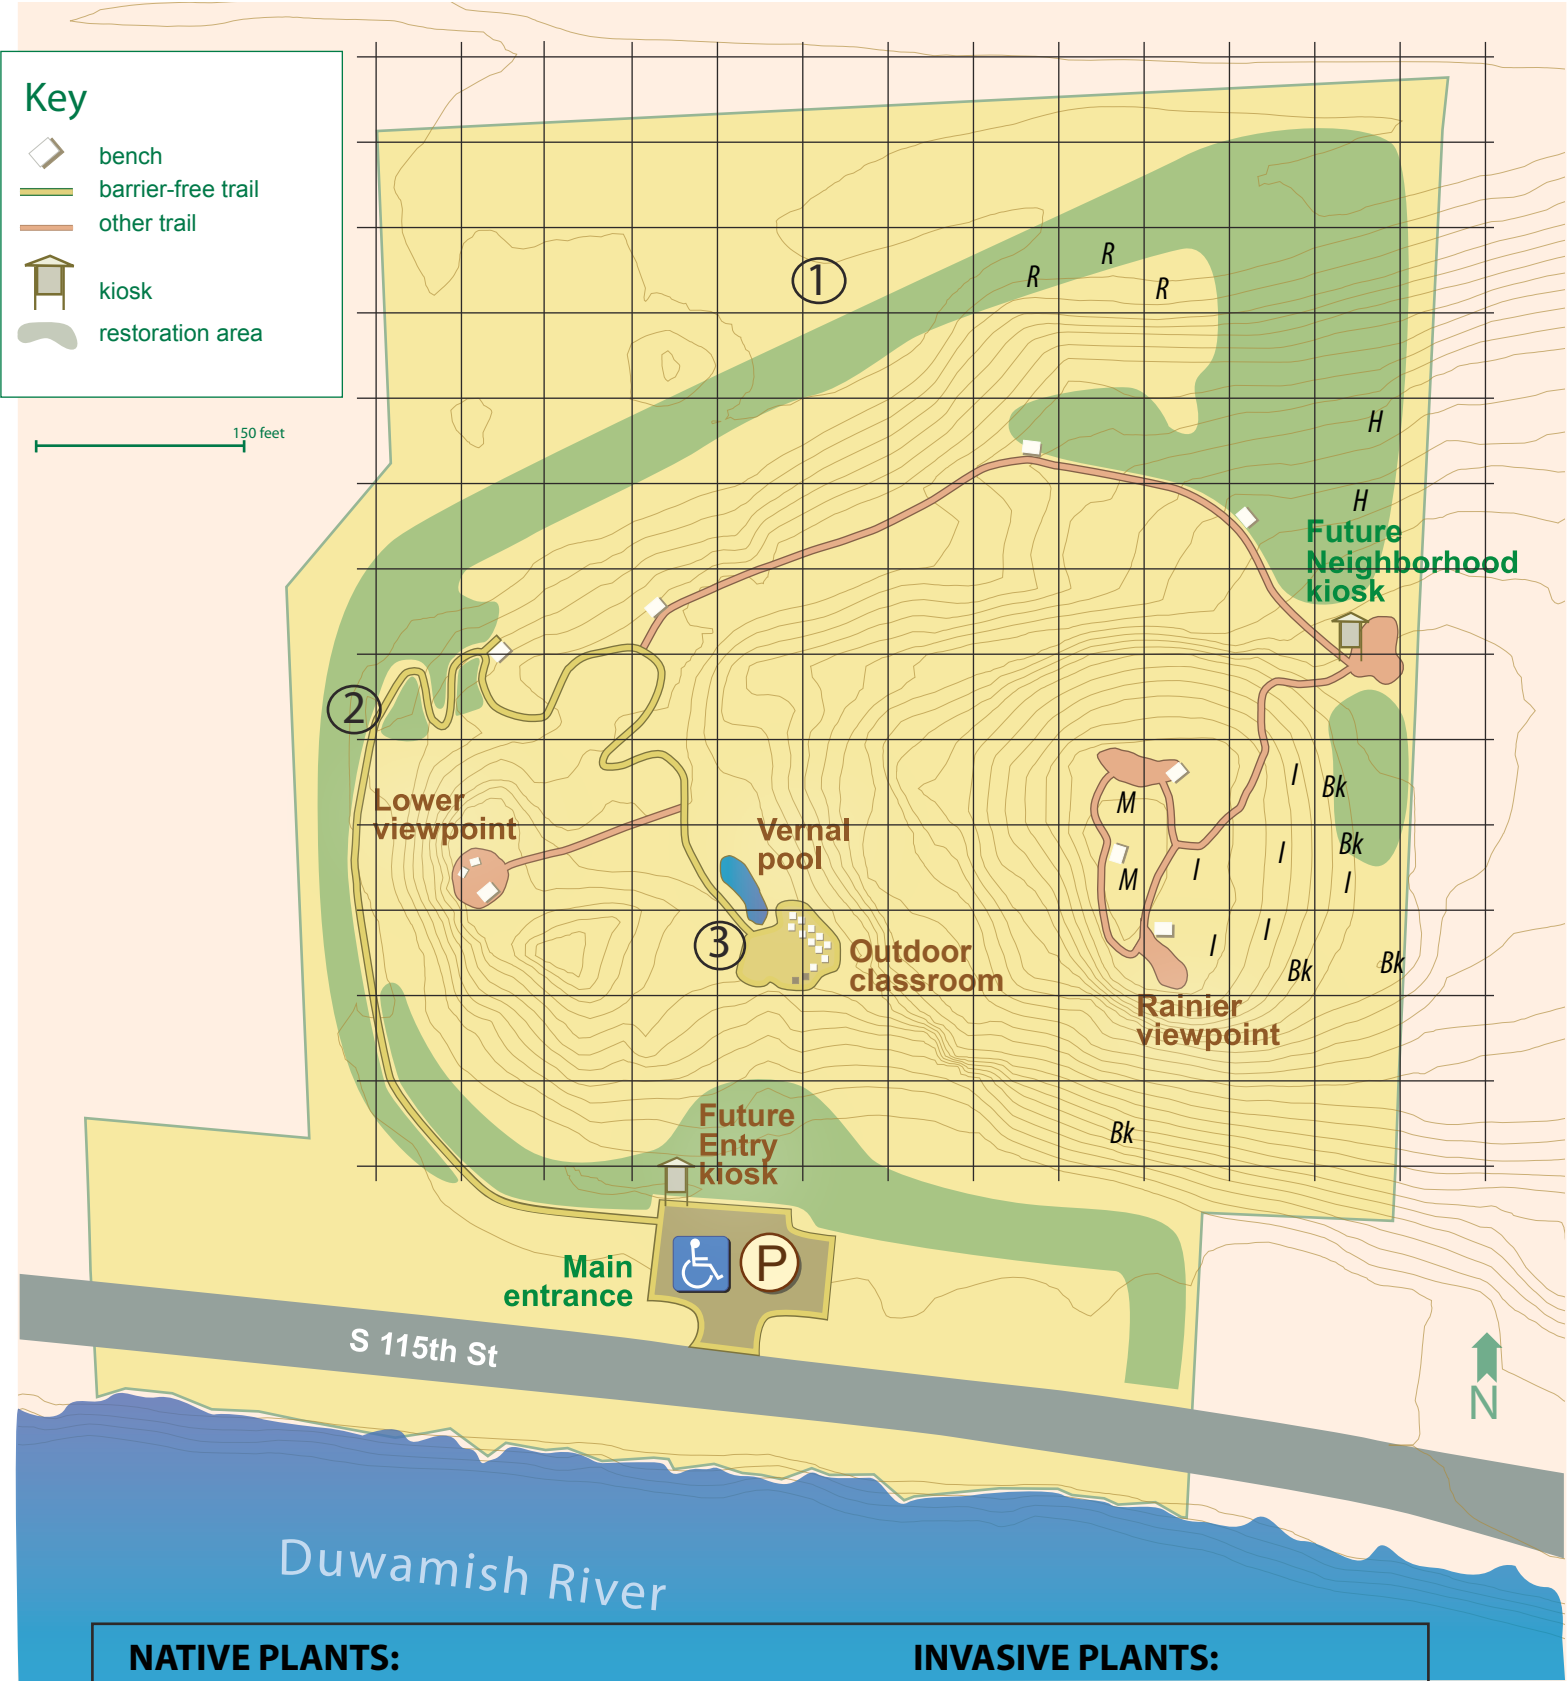 Key
bench
barrier-free trail
other trail
kiosk
restoration area
150 feet
R
R
R
1
H
H
Future
Neighborhood
kiosk
2
Lower
viewpoint
Vernal
pool
M
M
I
Bk
I
Bk
I
I
I
I
Bk
Bk
3
Outdoor
classroom
Rainier
viewpoint
Bk
Future
Entry
kiosk
P
Main
entrance
S 115th St
N
Duwamish River
NATIVE PLANTS:
INVASIVE PLANTS: